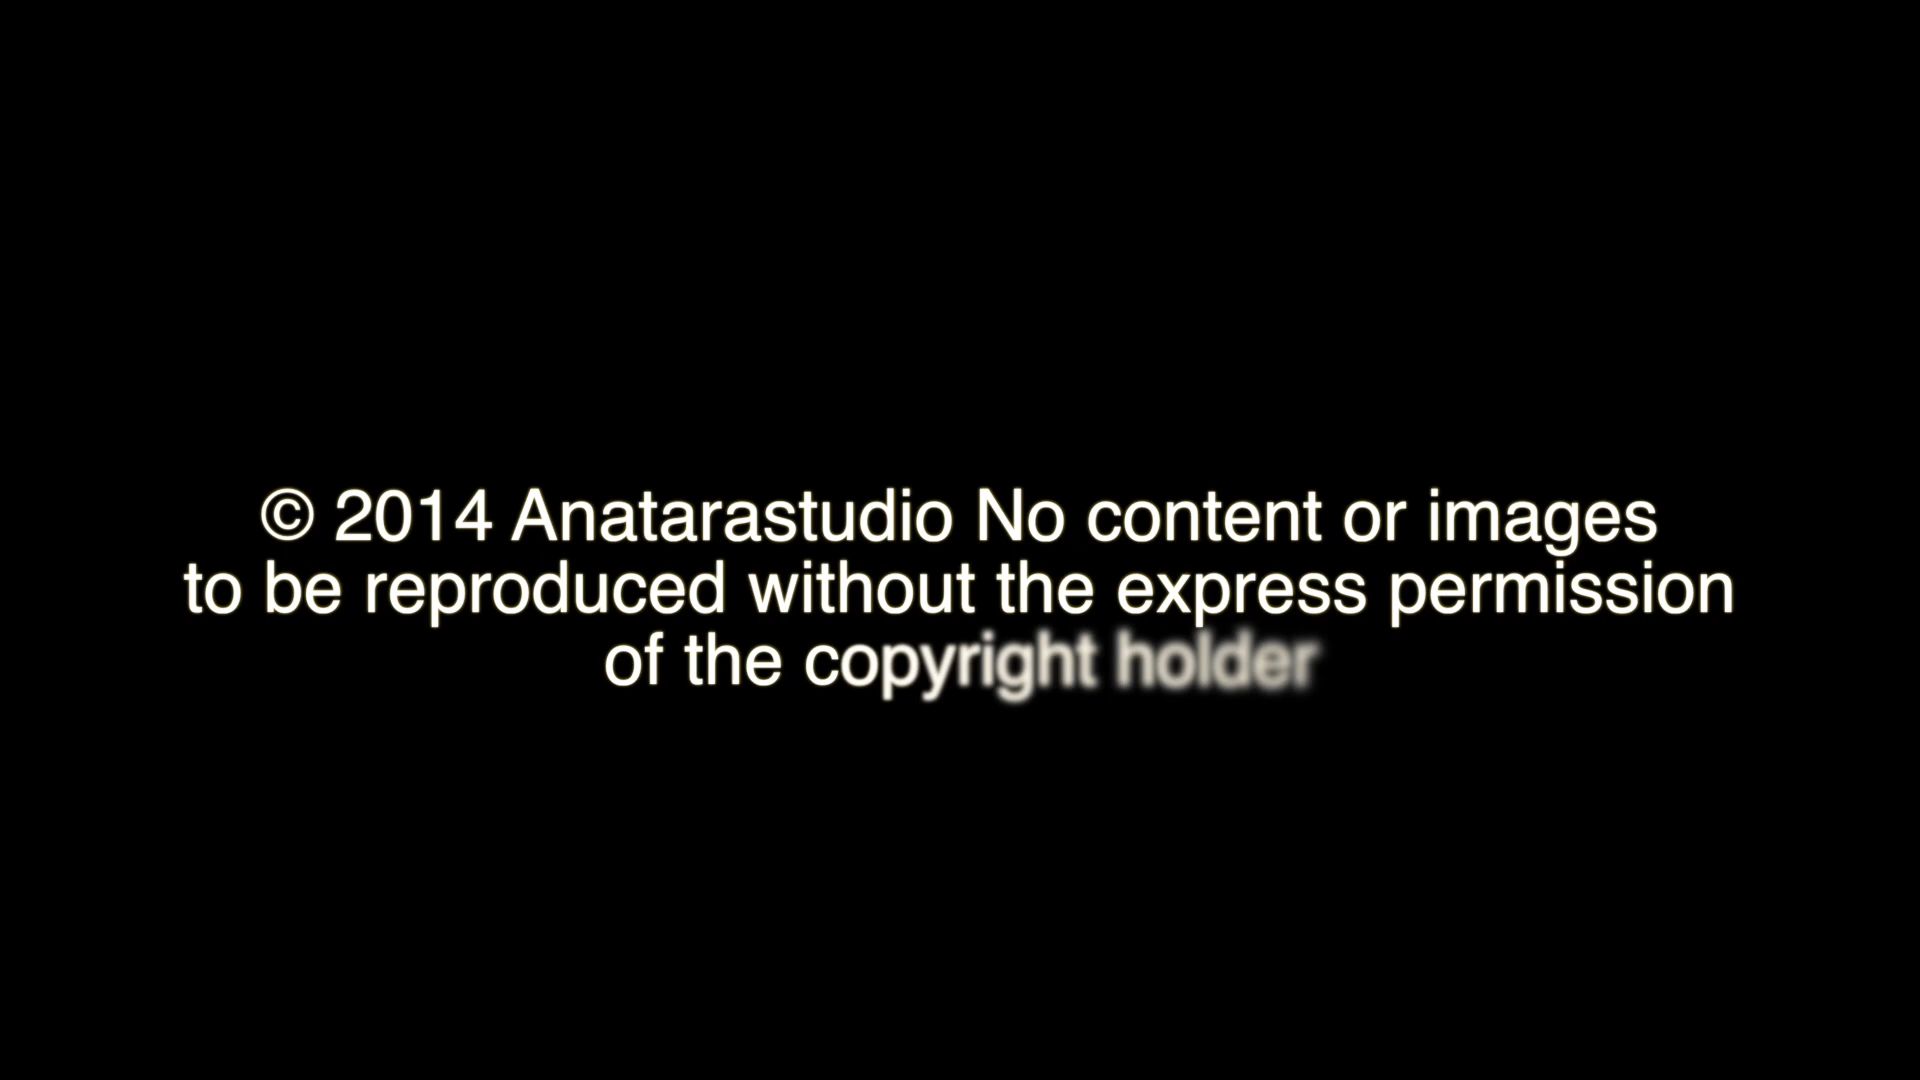 © 2014 Anatarastudio No content or images
to be reproduced without the express permission
of the copyright holder